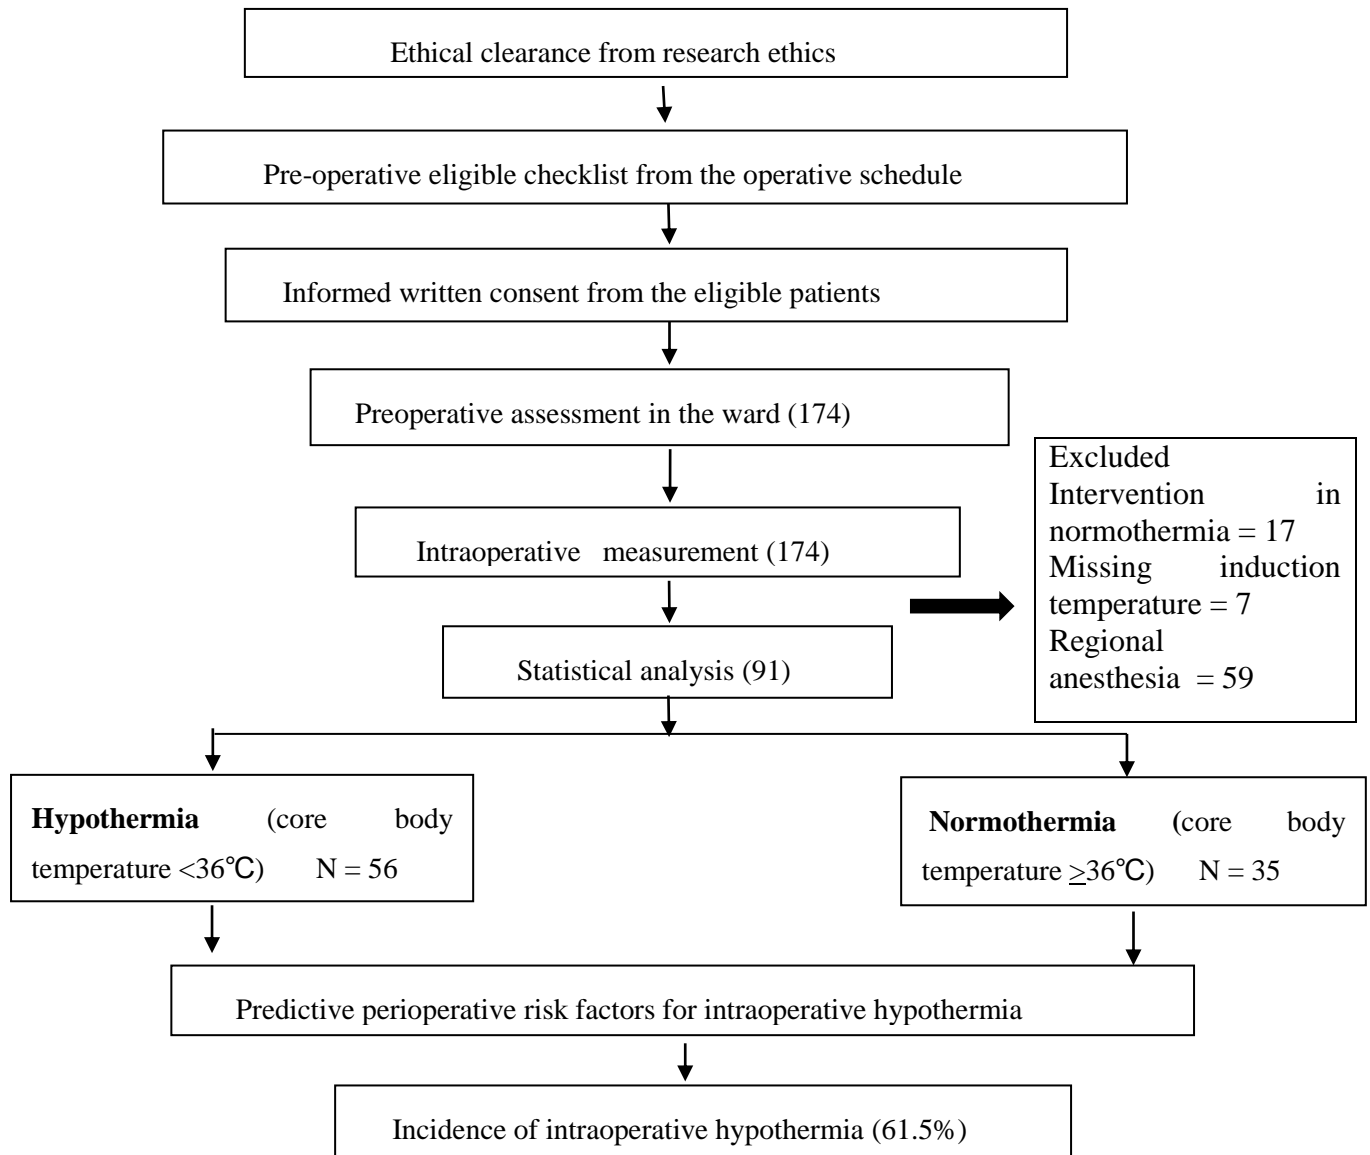 Ethical clearance from research ethics
Pre-operative eligible checklist from the operative schedule
Informed written consent from the eligible patients
Preoperative assessment in the ward (174)
Intraoperative measurement (174)
Excluded
Intervention in
normothermia = 17
Missing induction
temperature = 7
Regional
anesthesia = 59
Statistical analysis (91)
Hypothermia (core body
temperature <36℃) N = 56
Normothermia (core body
temperature ≥36℃) N = 35
Predictive perioperative risk factors for intraoperative hypothermia
Incidence of intraoperative hypothermia (61.5%)